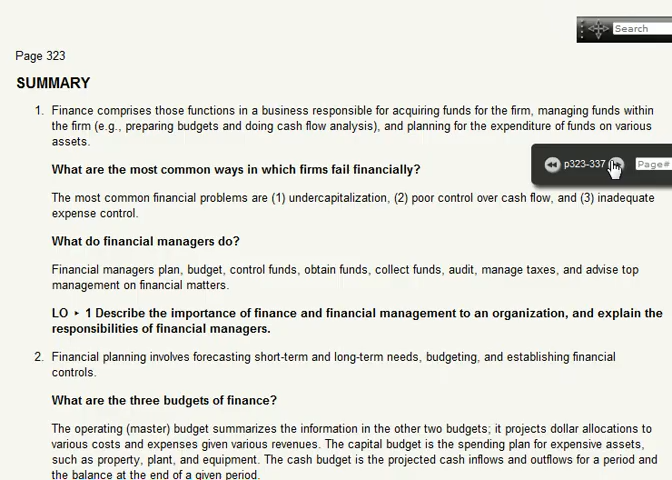 Search
Page 323
SUMMARY
1. Finance comprises those functions in a business responsible for acquiring funds for the firm, managing funds within
the firm (e.g., preparing budgets and doing cash flow analysis), and planning for the expenditure of funds on various
assets.
p323-337
Page#
What are the most common ways in which firms fail financially?
The most common financial problems are (1) undercapitalization, (2) poor control over cash flow, and (3) inadequate
expense control.
What do financial managers do?
Financial managers plan, budget, control funds, obtain funds, collect funds, audit, manage taxes, and advise top
management on financial matters.
LO ▸ 1 Describe the importance of finance and financial management to an organization, and explain the
responsibilities of financial managers.
2. Financial planning involves forecasting short-term and long-term needs, budgeting, and establishing financial
controls.
What are the three budgets of finance?
The operating (master) budget summarizes the information in the other two budgets; it projects dollar allocations to
various costs and expenses given various revenues. The capital budget is the spending plan for expensive assets,
such as property, plant, and equipment. The cash budget is the projected cash inflows and outflows for a period and
the balance at the end of a given period.